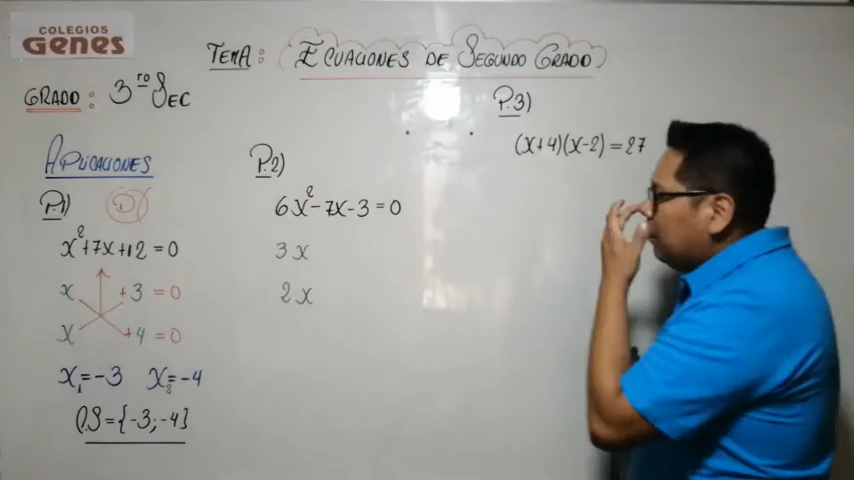 COLEGIOS
GENES
TEMA: ECUACIONES DE SEGUNDO GRADO
GRADO: 3ro SEC
APLICACIONES
P.1)
x²+7x+12=0
x +3=0
x +4=0
x₁=-3 x₂=-4
C.S={-3;-4}
P.2)
6x²-7x-3=0
3x
2x
P.3)
(x+4)(x-2)=27